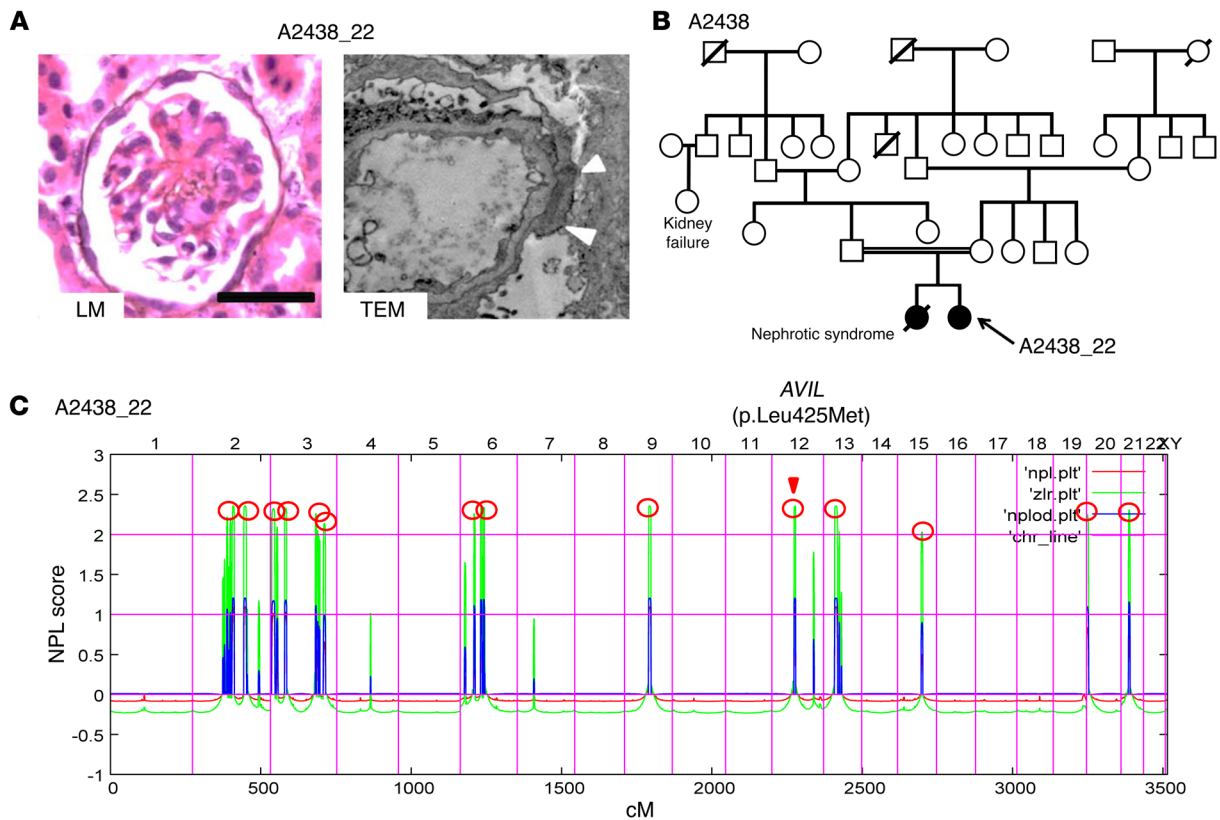 A
A2438_22
LM
TEM
B
A2438
Kidney
failure
Nephrotic syndrome
A2438_22
C
A2438_22
AVIL
(p.Leu425Met)
1 2 3 4 5 6 7 8 9 10 11 12 13 14 15 16 17 18 19 20 21 22 XY
'npl.plt'
'zlr.plt'
'nplod.plt'
'chr_line'
NPL score
3
2.5
2
1.5
1
0.5
0
-0.5
-1
0 500 1000 1500 2000 2500 3000 3500
cM